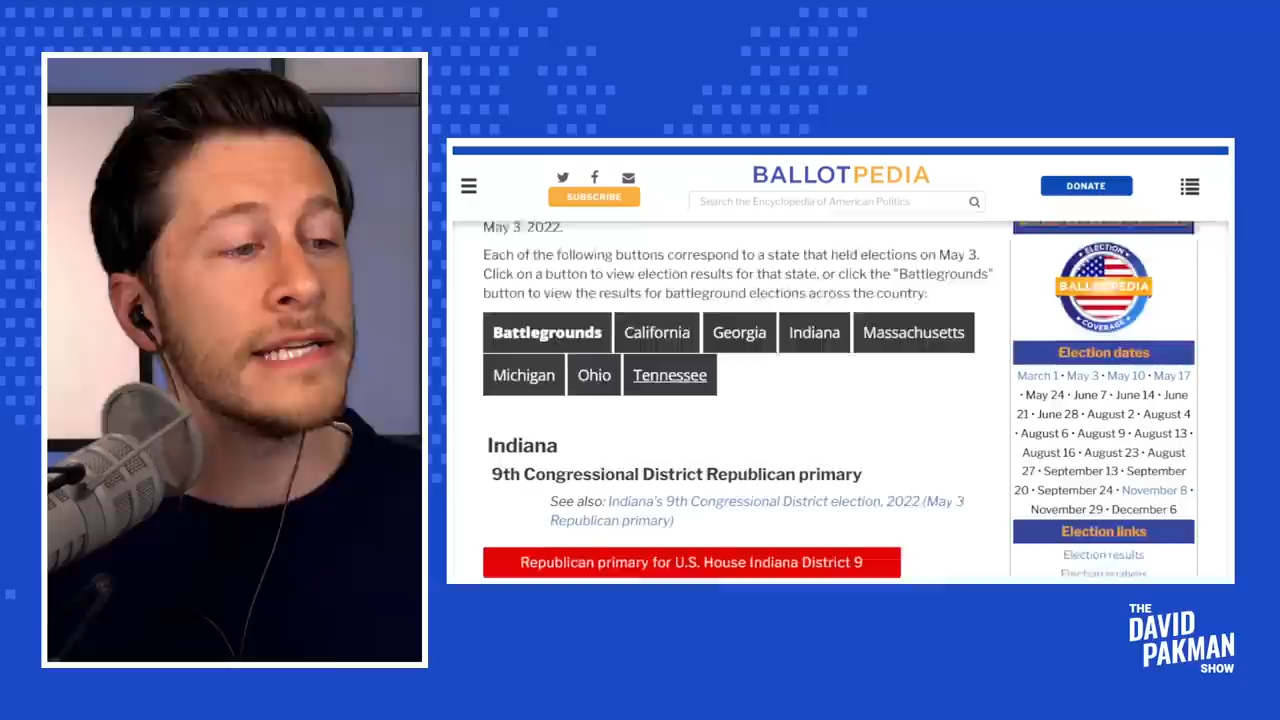 BALLOTPEDIA
SUBSCRIBE
Search the Encyclopedia of American Politics
DONATE
May 3, 2022.
Each of the following buttons correspond to a state that held elections on May 3.
Click on a button to view election results for that state, or click the "Battlegrounds"
button to view the results for battleground elections across the country:
Battlegrounds California Georgia Indiana Massachusetts
Michigan Ohio Tennessee
Indiana
9th Congressional District Republican primary
See also: Indiana's 9th Congressional District election, 2022 (May 3
Republican primary)
Republican primary for U.S. House Indiana District 9
ELECTION
BALLOTPEDIA
COVERAGE
Election dates
March 1 • May 3 • May 10 • May 17
• May 24 • June 7 • June 14 • June
21 • June 28 • August 2 • August 4
• August 6 • August 9 • August 13 •
August 16 • August 23 • August
27 • September 13 • September
20 • September 24 • November 8 •
November 29 • December 6
Election links
Election results
Election analyses
THE
DAVID
PAKMAN
SHOW